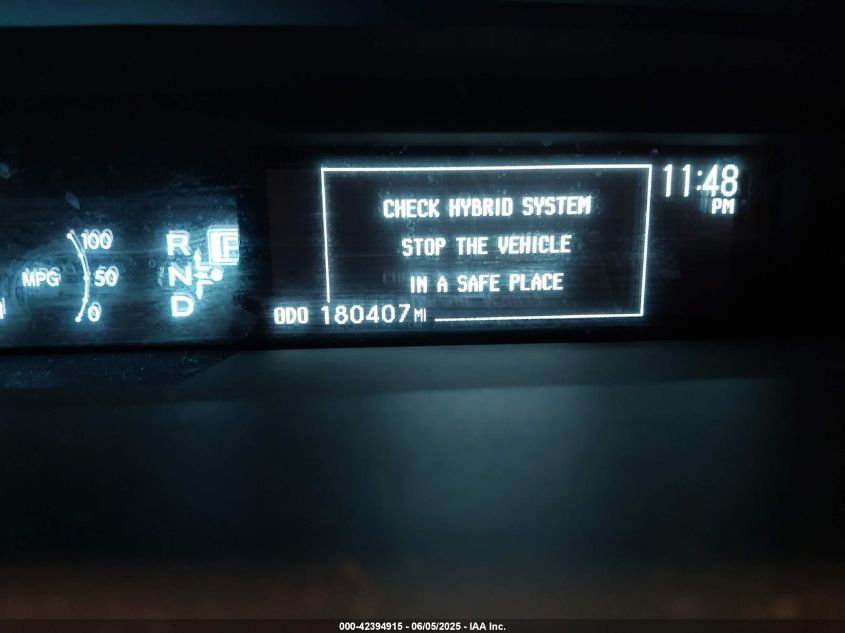 100
MPG 50
0
R
N
D
P
CHECK HYBRID SYSTEM
STOP THE VEHICLE
IN A SAFE PLACE
ODO 180407 MI
11:48
PM
000-42394915 - 06/05/2025 - IAA Inc.